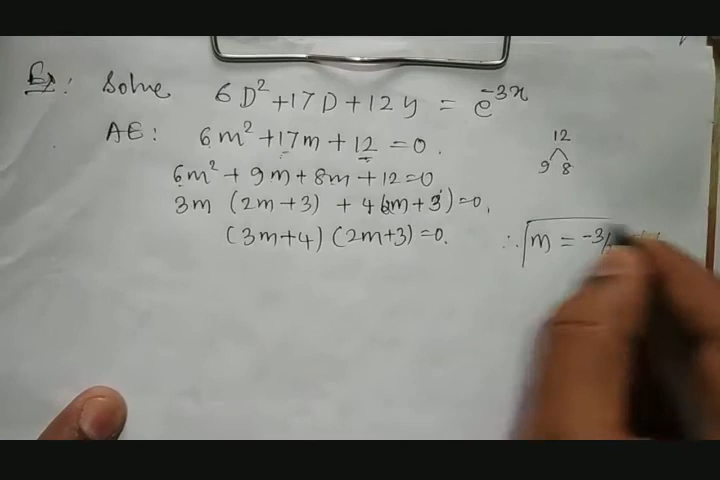 Ex: Solve 6D² + 17D + 12y = e⁻³ˣ
AE: 6m² + 17m + 12 = 0.
12
9 8
6m² + 9m + 8m + 12 = 0
3m (2m + 3) + 4(2m + 3) = 0,
(3m + 4) (2m + 3) = 0. ∴ m = -3/